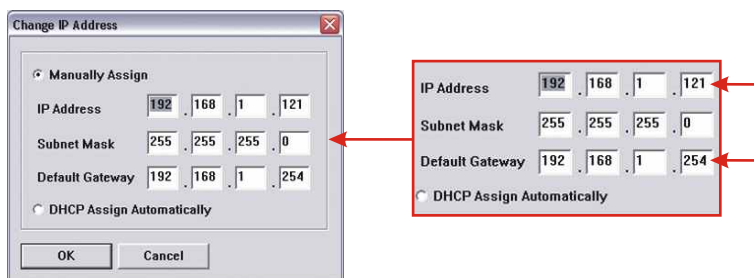 Change IP Address
Manually Assign
IP Address 192 . 168 . 1 . 121
Subnet Mask 255 . 255 . 255 . 0
Default Gateway 192 . 168 . 1 . 254
DHCP Assign Automatically
OK Cancel
IP Address 192 . 168 . 1 . 121
Subnet Mask 255 . 255 . 255 . 0
Default Gateway 192 . 168 . 1 . 254
DHCP Assign Automatically